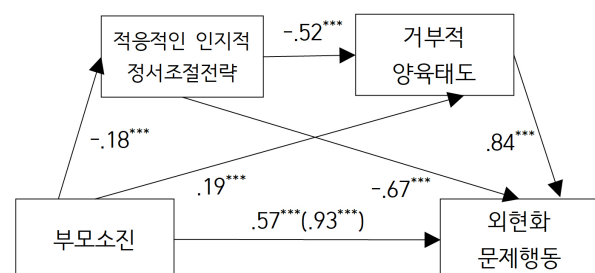 적응적인 인지적
정서조절전략
-.52***
거부적
양육태도
-.18***
.19***
-.67***
.84***
부모소진
.57***(.93***)
외현화
문제행동